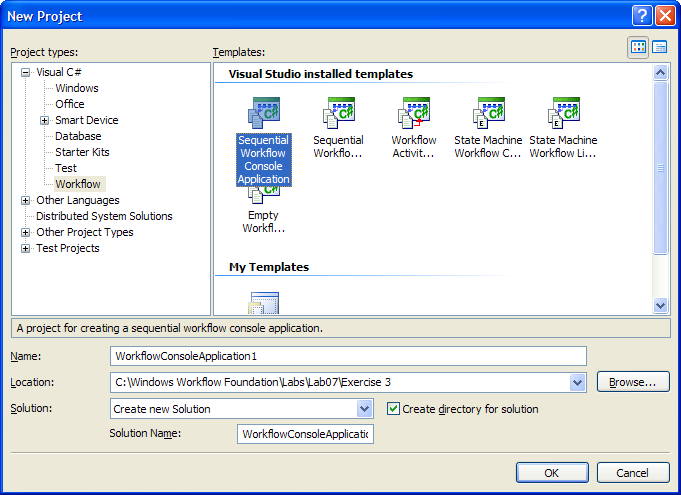 New Project
Project types:
Templates:
Visual C#
Windows
Office
Smart Device
Database
Starter Kits
Test
Workflow
Other Languages
Distributed System Solutions
Other Project Types
Test Projects
Visual Studio installed templates
Sequential Workflow Console Application
Sequential Workflo...
Workflow Activit...
State Machine Workflow C...
State Machine Workflow Li...
Empty Workfl...
My Templates
A project for creating a sequential workflow console application.
Name:
WorkflowConsoleApplication1
Location:
C:\Windows Workflow Foundation\Labs\Lab07\Exercise 3
Browse...
Solution:
Create new Solution
Create directory for solution
Solution Name:
WorkflowConsoleApplicatio
OK
Cancel